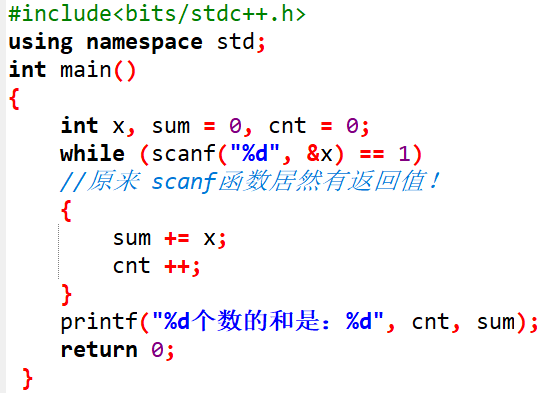 #include<bits/stdc++.h>
using namespace std;
int main()
{
    int x, sum = 0, cnt = 0;
    while (scanf("%d", &x) == 1)
    //原来 scanf函数居然有返回值！
    {
        sum += x;
        cnt ++;
    }
    printf("%d个数的和是：%d", cnt, sum);
    return 0;
}